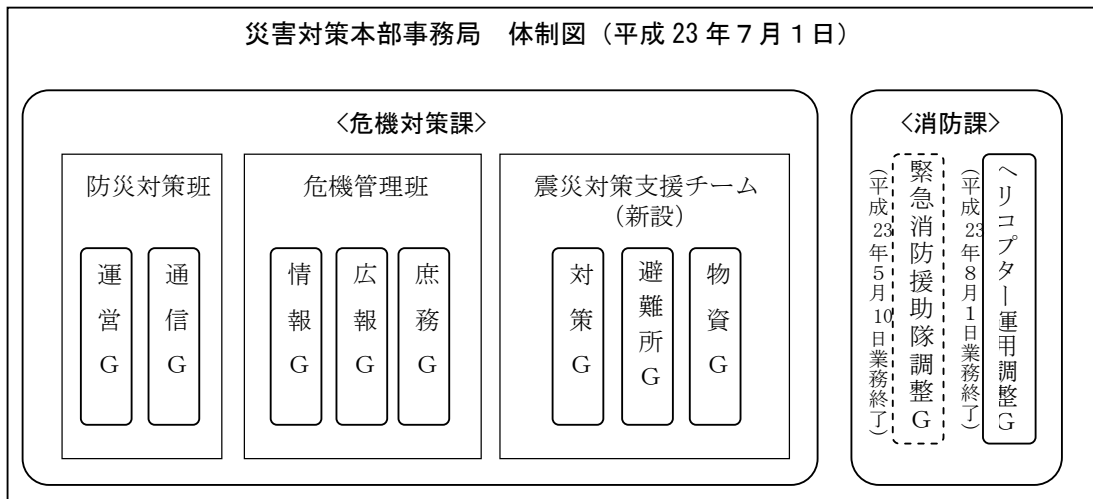 災害対策本部事務局 体制図（平成23年７月１日）
＜危機対策課＞
防災対策班
運営G
通信G
危機管理班
情報G
広報G
庶務G
震災対策支援チーム
（新設）
対策G
避難所G
物資G
＜消防課＞
ヘリコプター運用調整G
（平成23年８月１日業務終了）
緊急消防援助隊調整G
（平成23年５月10日業務終了）